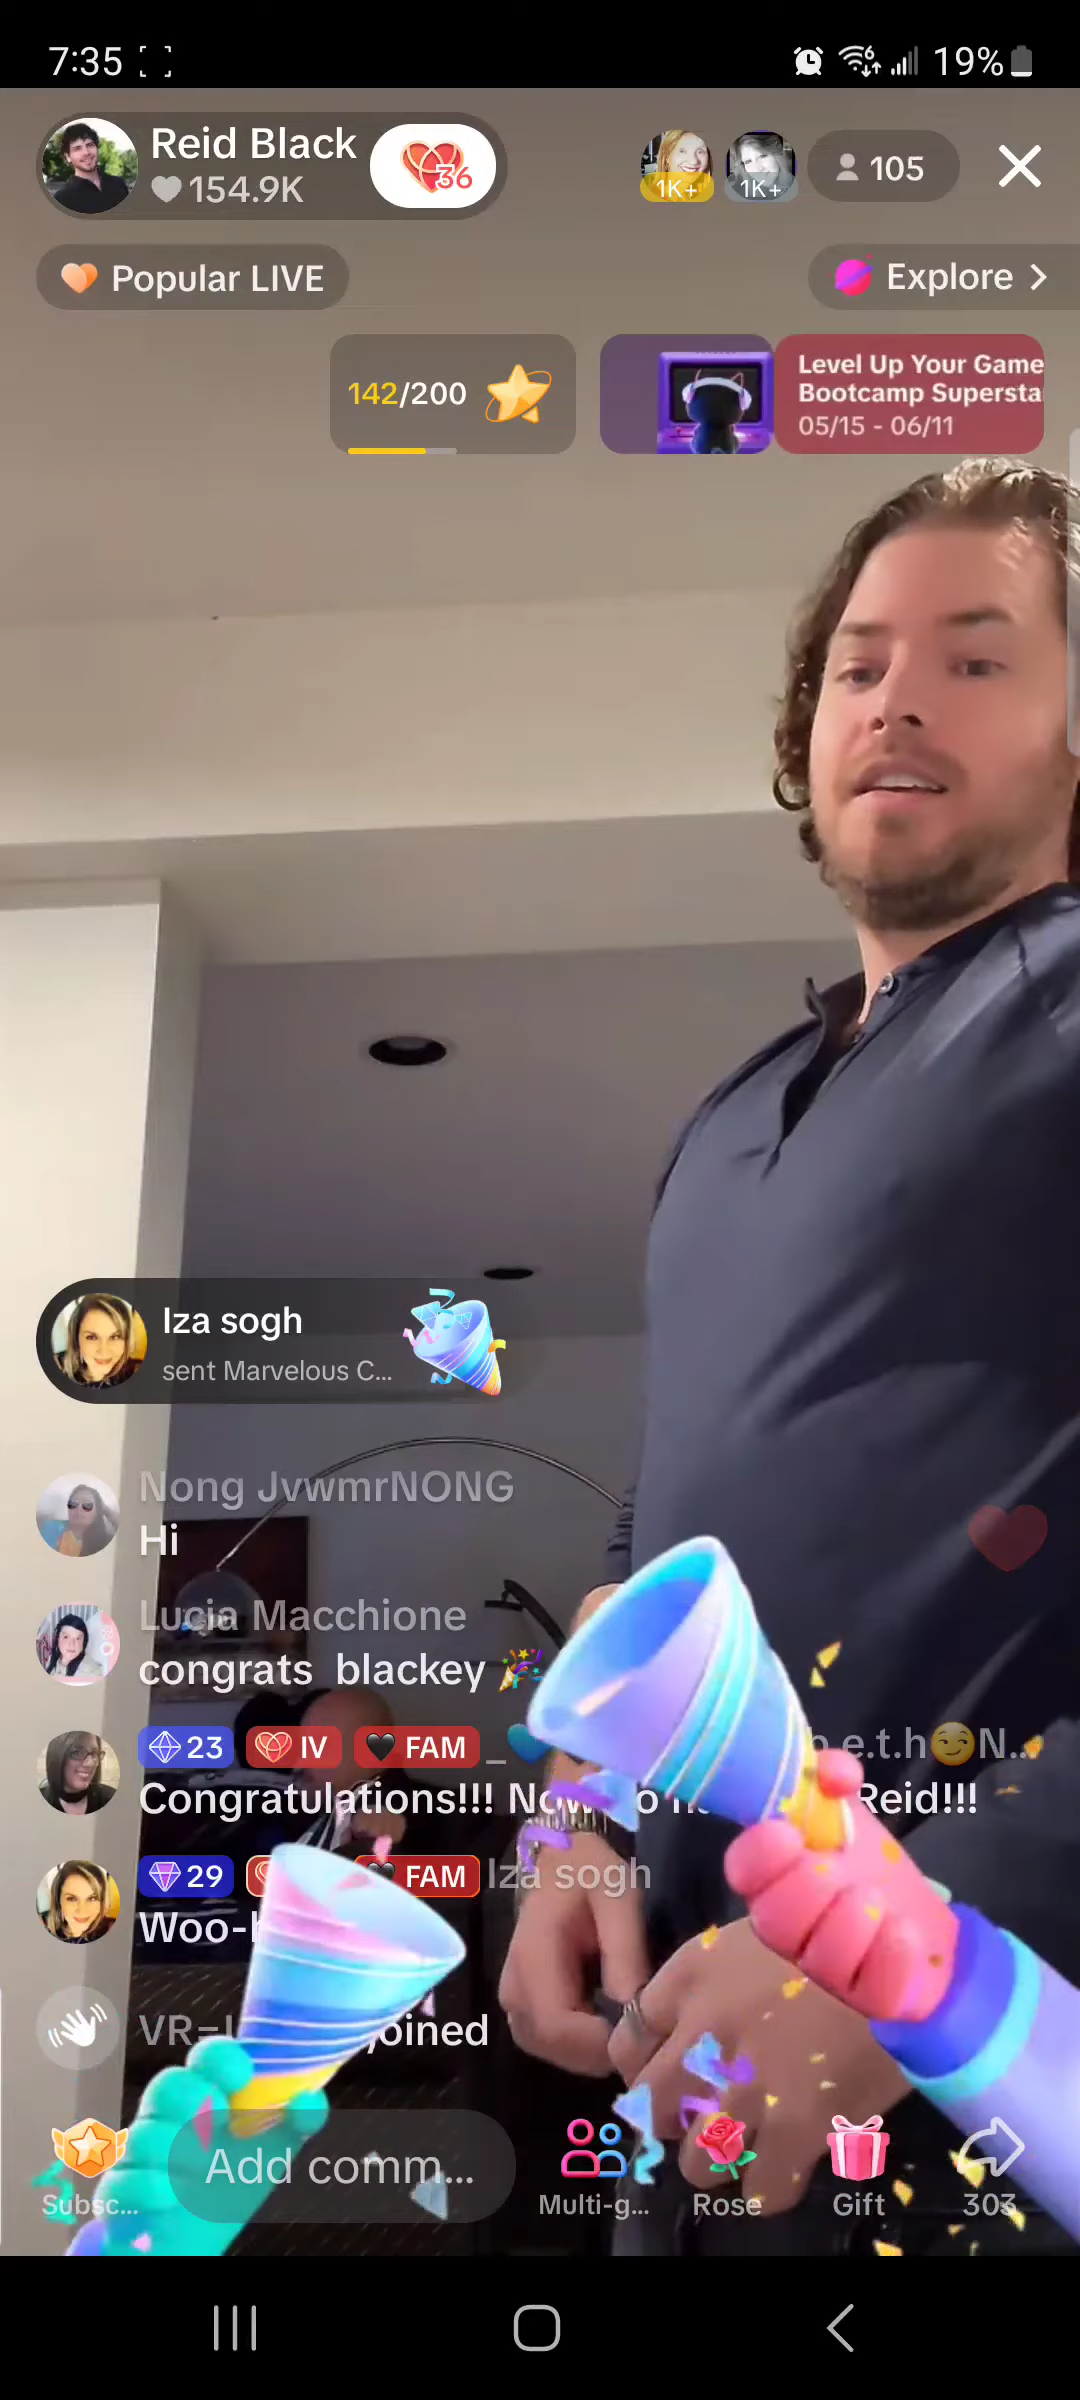 7:35
19%
Reid Black
154.9K
36
1K+
1K+
105
Popular LIVE
Explore
142/200
Level Up Your Game
Bootcamp Supersta
05/15 - 06/11
Iza sogh
sent Marvelous C...
Nong JvwmrNONG
Hi
Lucia Macchione
congrats blackey 🎉
23 IV FAM _ e.t.h😏N...
Congratulations!!! Reid!!!
29 FAM Iza sogh
Woo-
VR=
Add comm...
Subsc...
Multi-g...
Rose
Gift
303